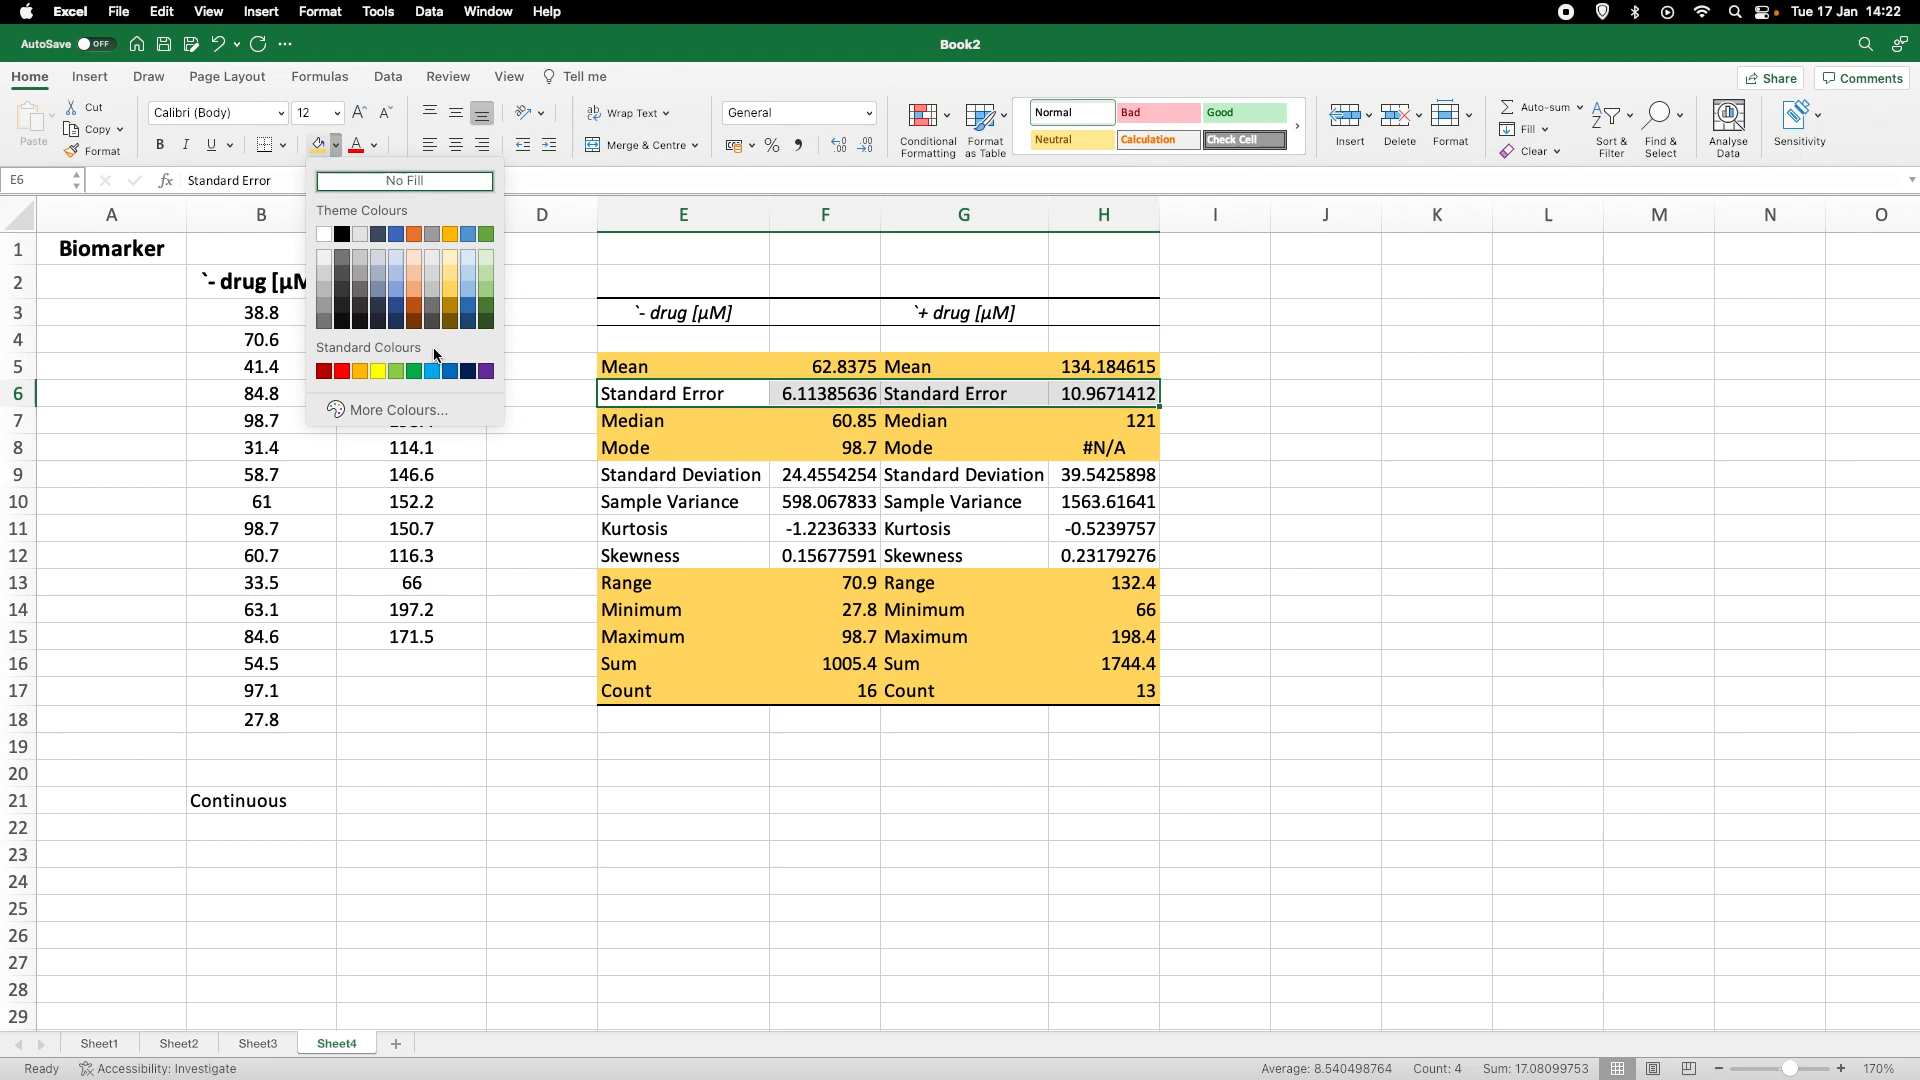 Excel File Edit View Insert Format Tools Data Window Help Tue 17 Jan 14:22
AutoSave OFF Book2
Home Insert Draw Page Layout Formulas Data Review View Tell me Share Comments
Paste Cut Copy Format Calibri (Body) 12 Wrap Text General Conditional Formatting Format as Table Normal Bad Good Insert Delete Format Auto-sum Fill Clear Sort & Filter Find & Select Analyse Data Sensitivity
B I U A Merge & Centre % Neutral Calculation Check Cell
E6 fx Standard Error
No Fill
Theme Colours
Standard Colours
More Colours...
A B D E F G H I J K L M N O
1 Biomarker
2 `- drug [µM
3 38.8 `- drug [µM] `+ drug [µM]
4 70.6
5 41.4 Mean 62.8375 Mean 134.184615
6 84.8 Standard Error 6.11385636 Standard Error 10.9671412
7 98.7 Median 60.85 Median 121
8 31.4 114.1 Mode 98.7 Mode #N/A
9 58.7 146.6 Standard Deviation 24.4554254 Standard Deviation 39.5425898
10 61 152.2 Sample Variance 598.067833 Sample Variance 1563.61641
11 98.7 150.7 Kurtosis -1.2236333 Kurtosis -0.5239757
12 60.7 116.3 Skewness 0.15677591 Skewness 0.23179276
13 33.5 66 Range 70.9 Range 132.4
14 63.1 197.2 Minimum 27.8 Minimum 66
15 84.6 171.5 Maximum 98.7 Maximum 198.4
16 54.5 Sum 1005.4 Sum 1744.4
17 97.1 Count 16 Count 13
18 27.8
19
20
21 Continuous
22
23
24
25
26
27
28
29
Sheet1 Sheet2 Sheet3 Sheet4 +
Ready Accessibility: Investigate Average: 8.540498764 Count: 4 Sum: 17.08099753 170%